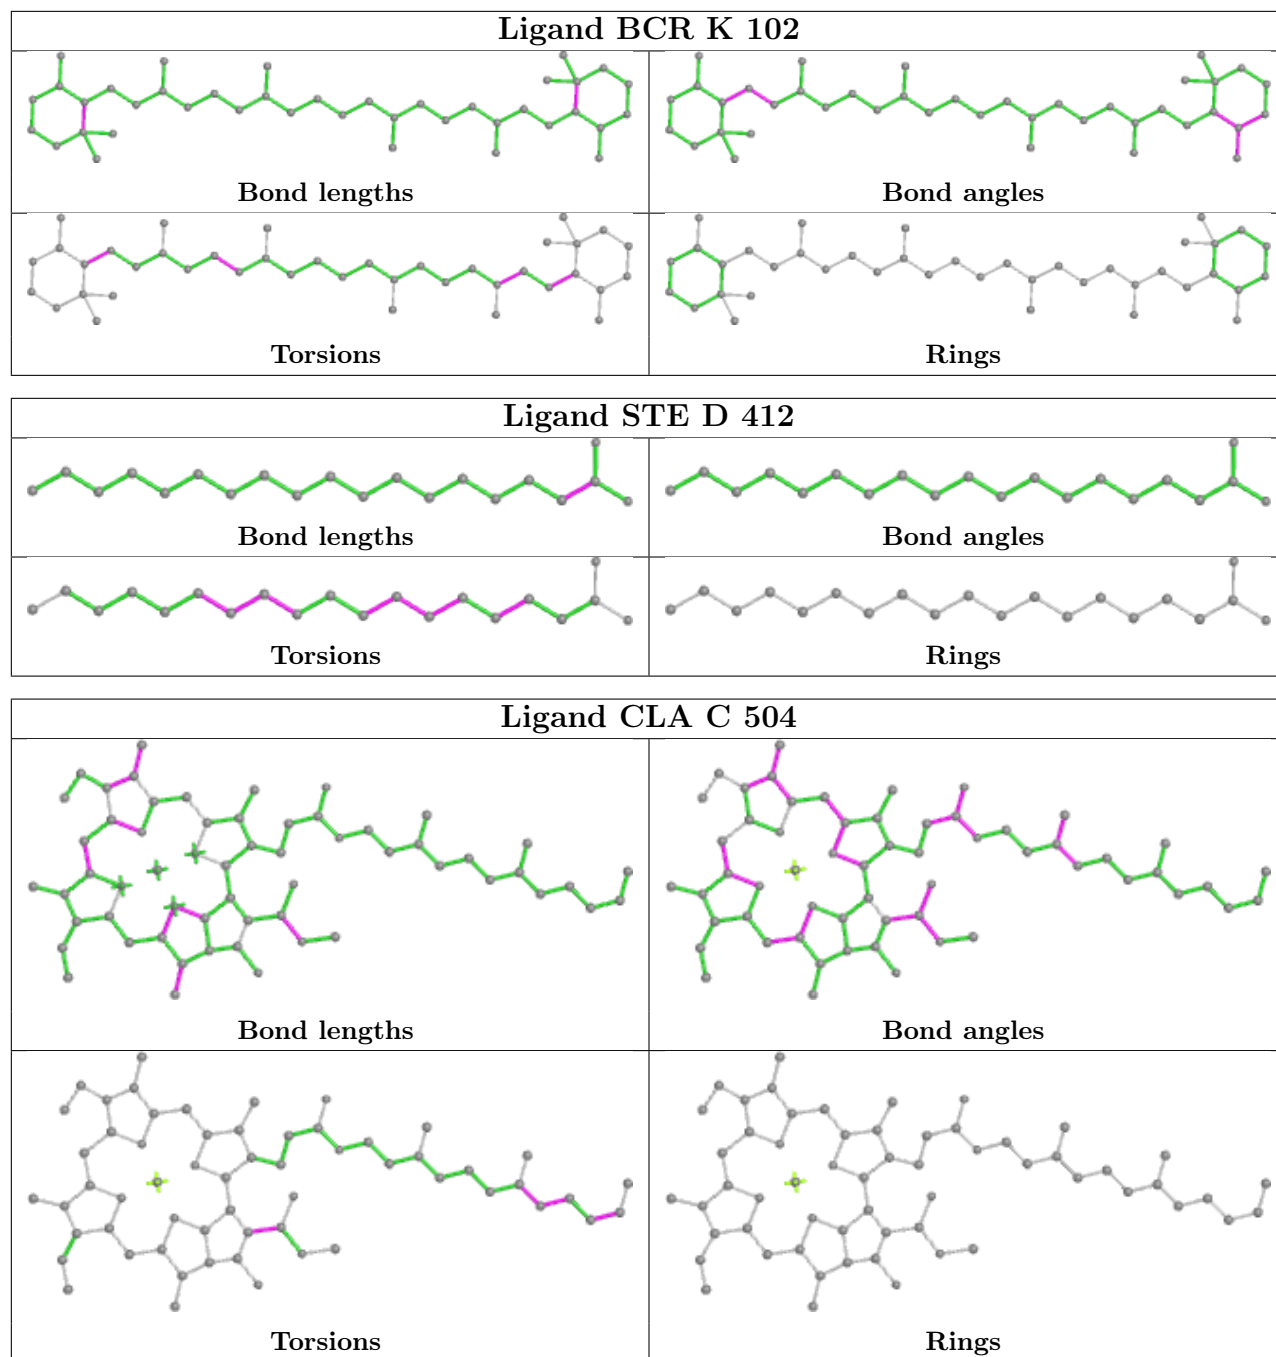 Ligand BCR K 102
Bond lengths
Bond angles
Torsions
Rings
Ligand STE D 412
Bond lengths
Bond angles
Torsions
Rings
Ligand CLA C 504
Bond lengths
Bond angles
Torsions
Rings